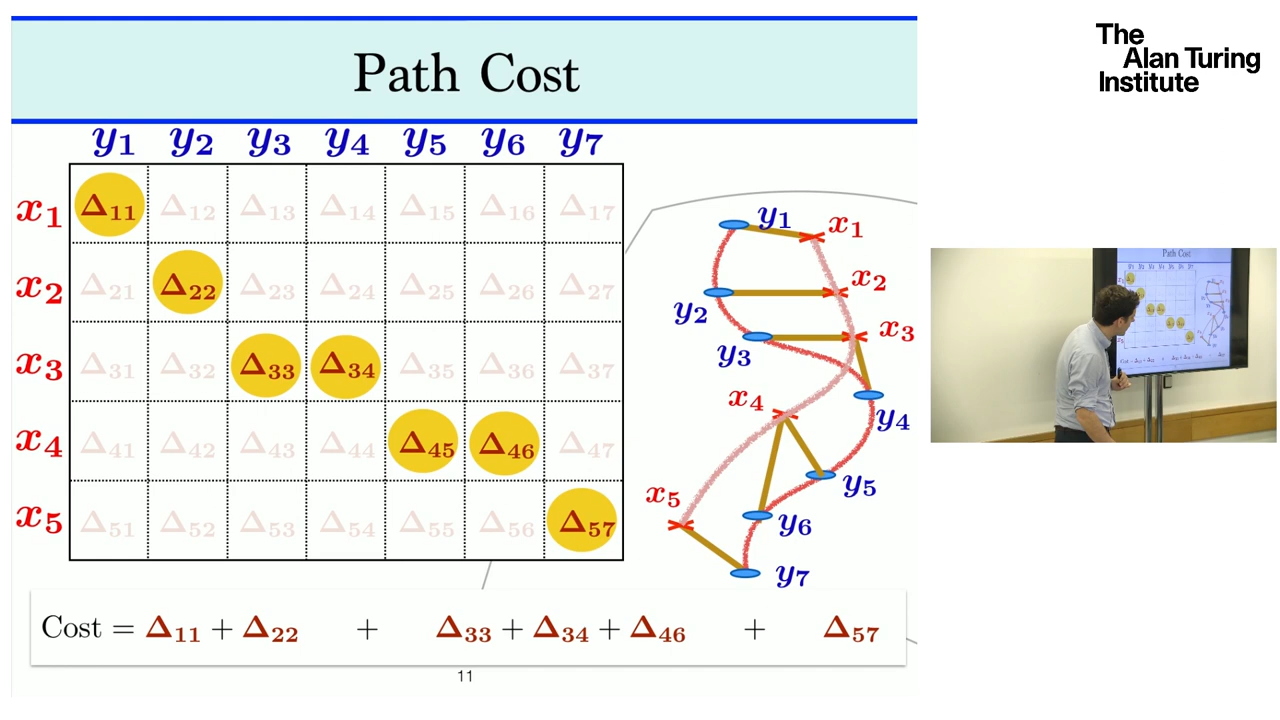 The
Alan Turing
Institute
Path Cost
y1 y2 y3 y4 y5 y6 y7
x1 Δ11 Δ12 Δ13 Δ14 Δ15 Δ16 Δ17
x2 Δ21 Δ22 Δ23 Δ24 Δ25 Δ26 Δ27
x3 Δ31 Δ32 Δ33 Δ34 Δ35 Δ36 Δ37
x4 Δ41 Δ42 Δ43 Δ44 Δ45 Δ46 Δ47
x5 Δ51 Δ52 Δ53 Δ54 Δ55 Δ56 Δ57
y1 x1
x2
y2
x3
y3
x4
y4
y5
x5
y6
y7
Cost = Δ11 + Δ22 + Δ33 + Δ34 + Δ46 + Δ57
11
Path Cost